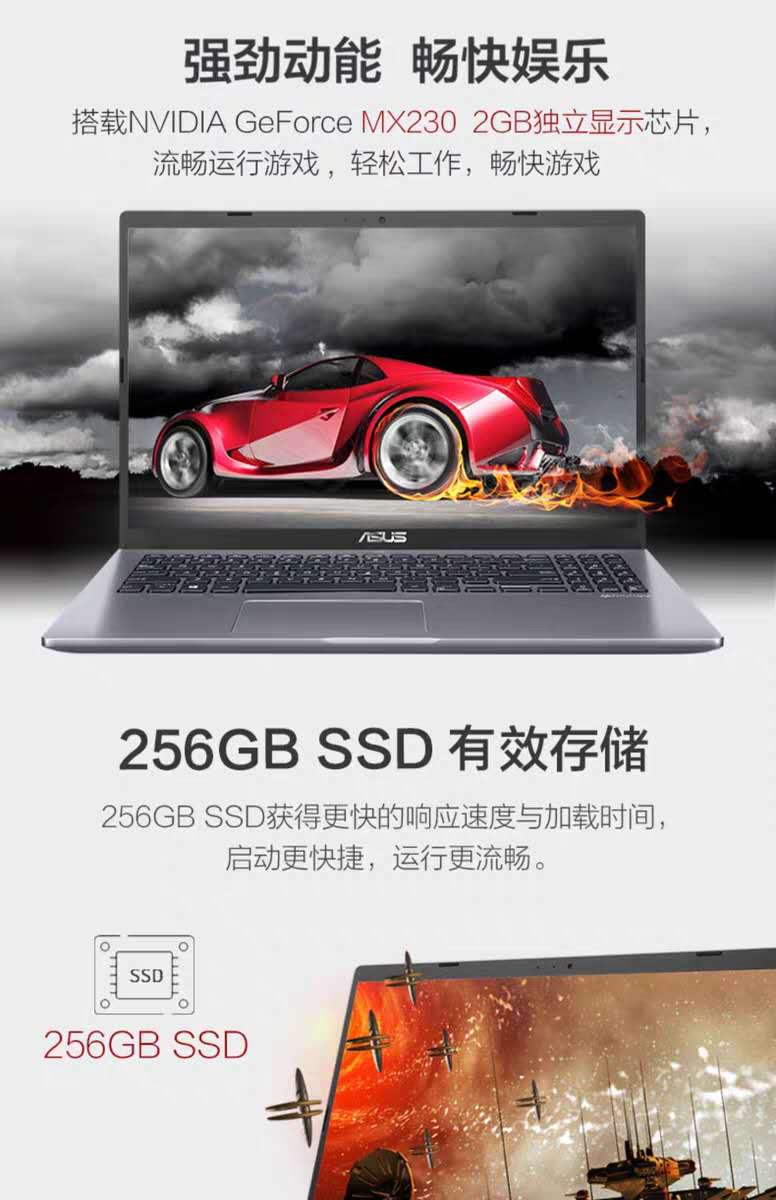 强劲动能 畅快娱乐
搭载NVIDIA GeForce MX230 2GB独立显示芯片，
流畅运行游戏，轻松工作，畅快游戏
ASUS
256GB SSD 有效存储
256GB SSD获得更快的响应速度与加载时间，
启动更快捷，运行更流畅。
SSD
256GB SSD